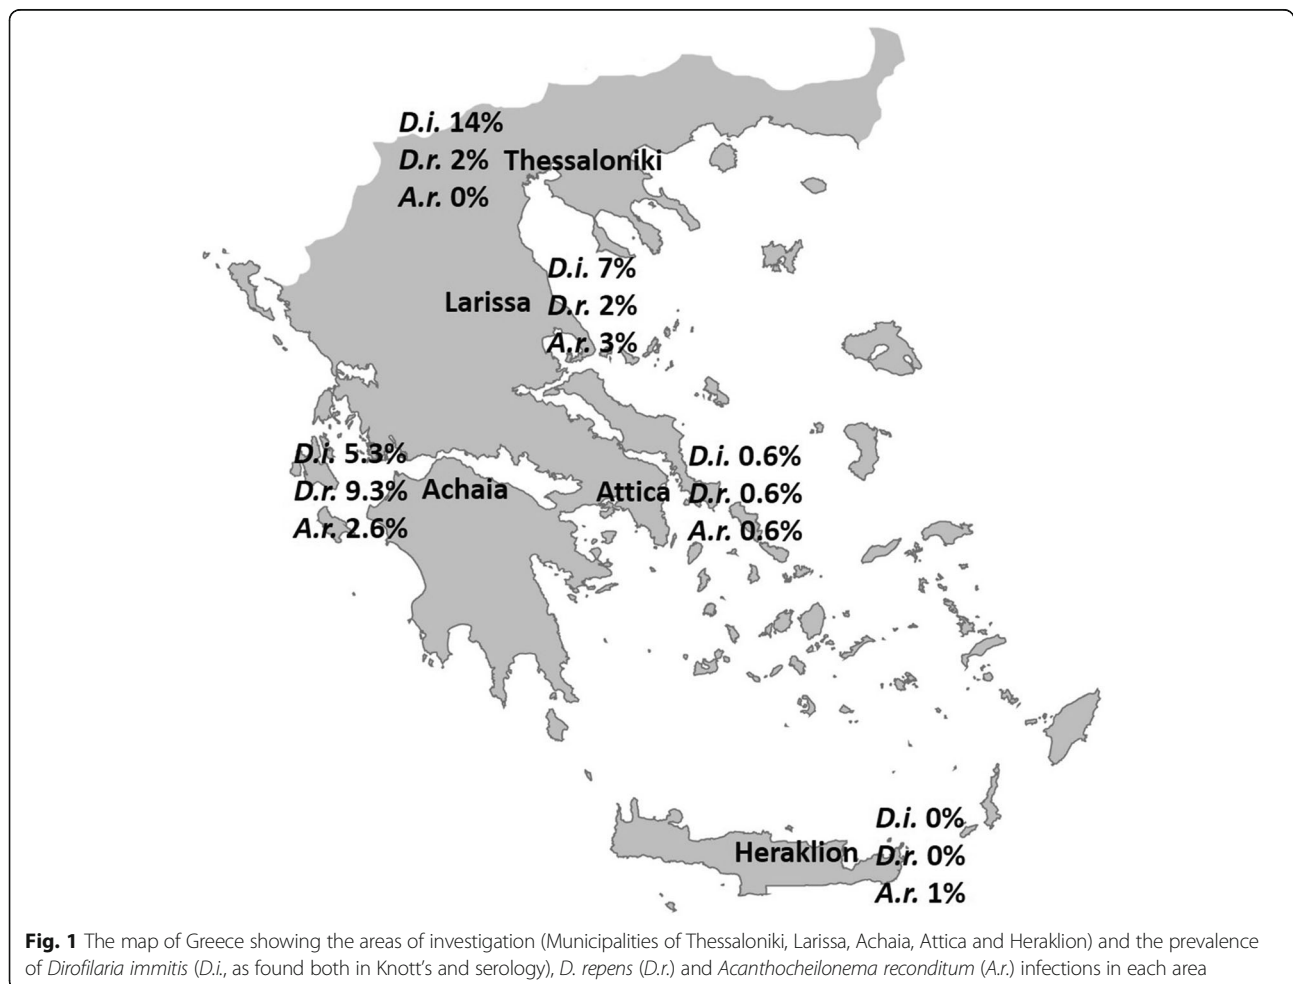 D.i. 14%
D.r. 2% Thessaloniki
A.r. 0%
D.i. 7%
Larissa D.r. 2%
A.r. 3%
D.i. 5.3%
D.r. 9.3% Achaia
A.r. 2.6%
D.i. 0.6%
Attica D.r. 0.6%
A.r. 0.6%
D.i. 0%
Heraklion D.r. 0%
A.r. 1%
Fig. 1 The map of Greece showing the areas of investigation (Municipalities of Thessaloniki, Larissa, Achaia, Attica and Heraklion) and the prevalence
of Dirofilaria immitis (D.i., as found both in Knott's and serology), D. repens (D.r.) and Acanthocheilonema reconditum (A.r.) infections in each area